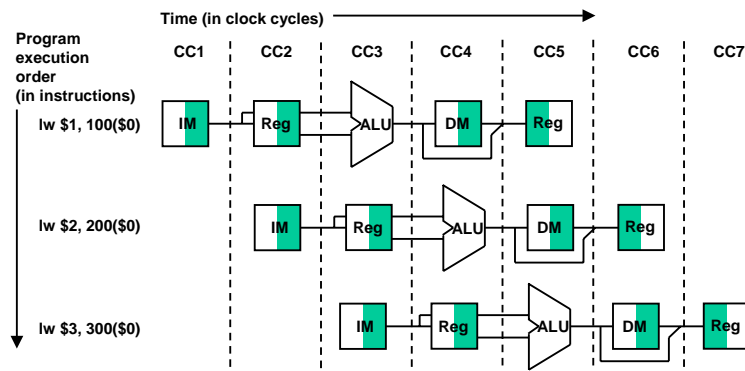 Time (in clock cycles)
Program
execution
order
(in instructions)
CC1 CC2 CC3 CC4 CC5 CC6 CC7
lw $1, 100($0) IM Reg ALU DM Reg
lw $2, 200($0) IM Reg ALU DM Reg
lw $3, 300($0) IM Reg ALU DM Reg